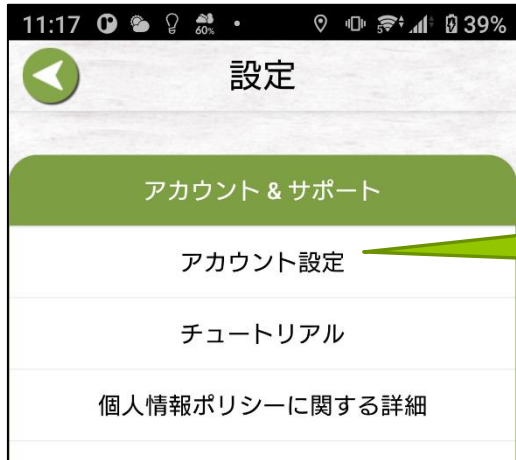 11:17 60% 39%
設定
アカウント & サポート
アカウント設定
チュートリアル
個人情報ポリシーに関する詳細